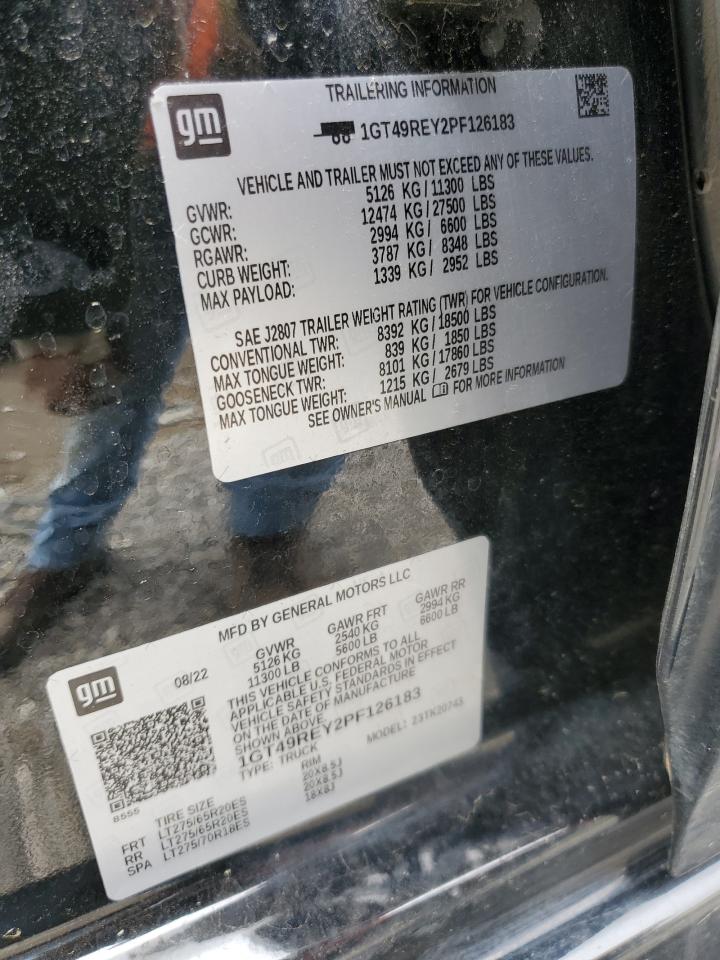 gm
TRAILERING INFORMATION
1GT49REY2PF126183
VEHICLE AND TRAILER MUST NOT EXCEED ANY OF THESE VALUES.
GVWR: 5126 KG / 11300 LBS
GCWR: 12474 KG / 27500 LBS
RGAWR: 2994 KG / 6600 LBS
CURB WEIGHT: 3787 KG / 8348 LBS
MAX PAYLOAD: 1339 KG / 2952 LBS
SAE J2807 TRAILER WEIGHT RATING (TWR) FOR VEHICLE CONFIGURATION.
CONVENTIONAL TWR: 8392 KG / 18500 LBS
MAX TONGUE WEIGHT: 839 KG / 1850 LBS
GOOSENECK TWR: 8101 KG / 17860 LBS
MAX TONGUE WEIGHT: 1215 KG / 2679 LBS
SEE OWNER'S MANUAL FOR MORE INFORMATION
MFD BY GENERAL MOTORS LLC
gm
08/22
GVWR GAWR FRT GAWR RR
5126 KG 2540 KG 2994 KG
11300 LB 5600 LB 6600 LB
THIS VEHICLE CONFORMS TO ALL
APPLICABLE U.S. FEDERAL MOTOR
VEHICLE SAFETY STANDARDS IN EFFECT
ON THE DATE OF MANUFACTURE
SHOWN ABOVE.
1GT49REY2PF126183
TYPE: TRUCK MODEL: 23TK20743
8555
TIRE SIZE RIM
FRT LT275/65R20ES 20X8.5J
RR LT275/65R20ES 20X8.5J
SPA LT275/70R18ES 18X8J